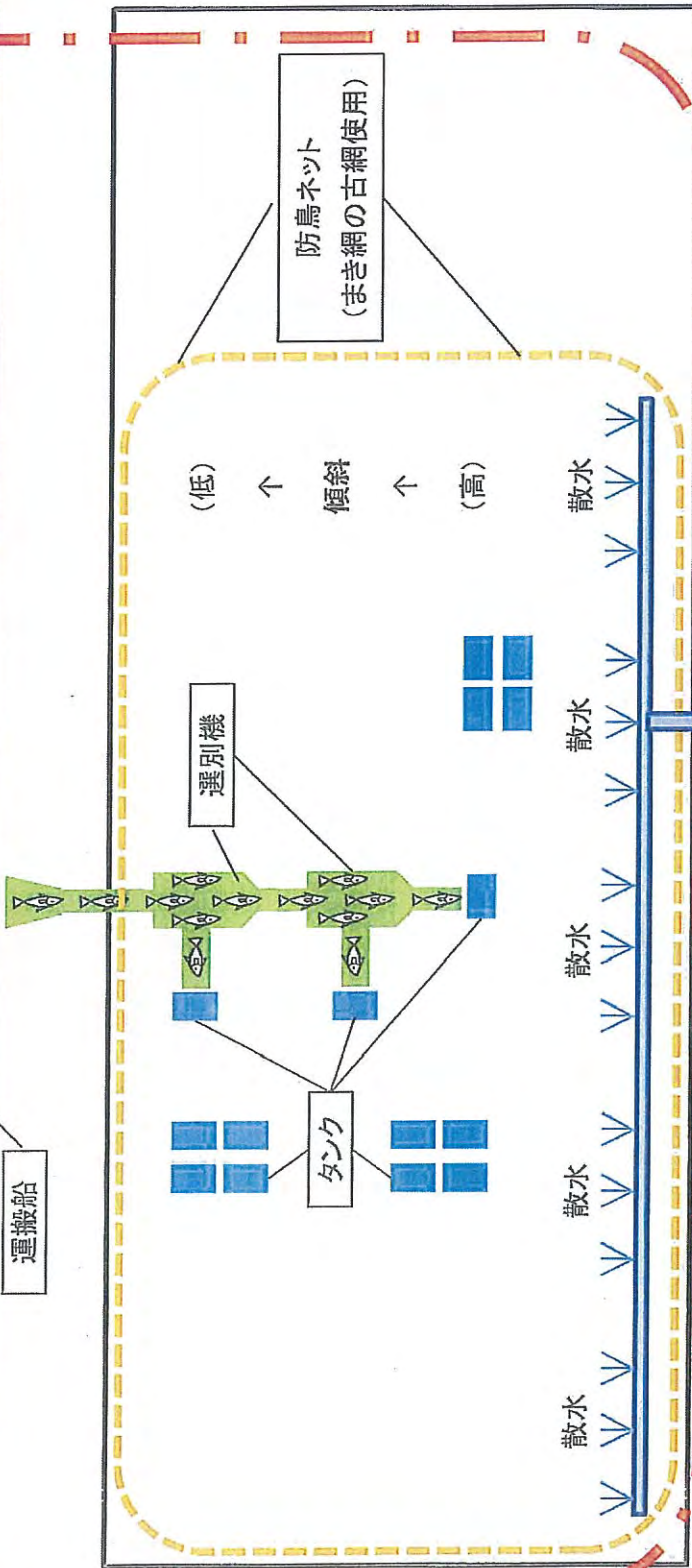 運搬船
選別機
タンク
防鳥ネット
(まき網の古網使用)
(低)
↑
傾斜
↑
(高)
散水
散水
散水
散水
散水